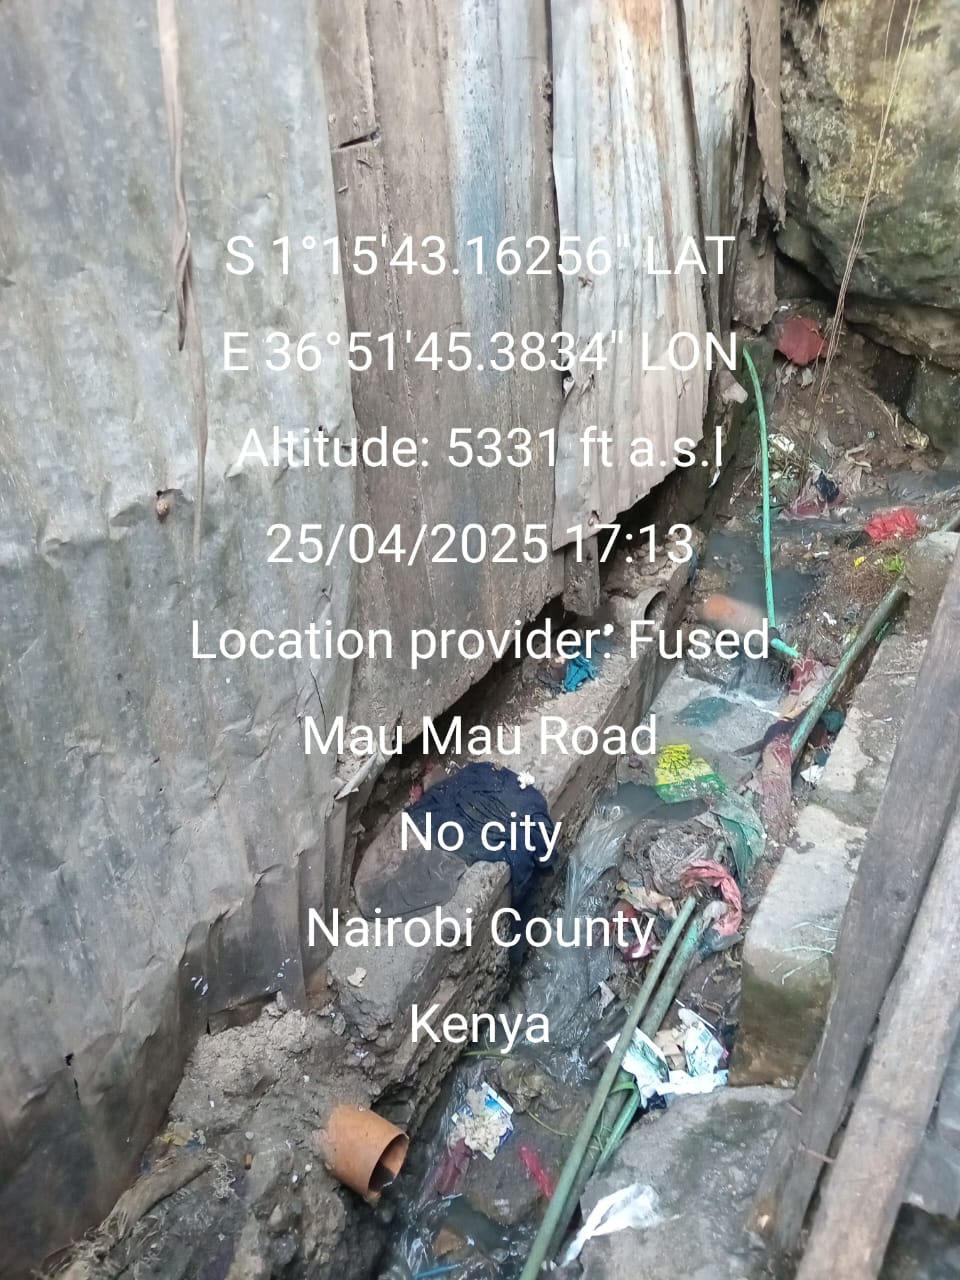 S 1°15'43.16256" LAT
E 36°51'45.3834" LON
Altitude: 5331 ft a.s.l
25/04/2025 17:13
Location provider: Fused
Mau Mau Road
No city
Nairobi County
Kenya